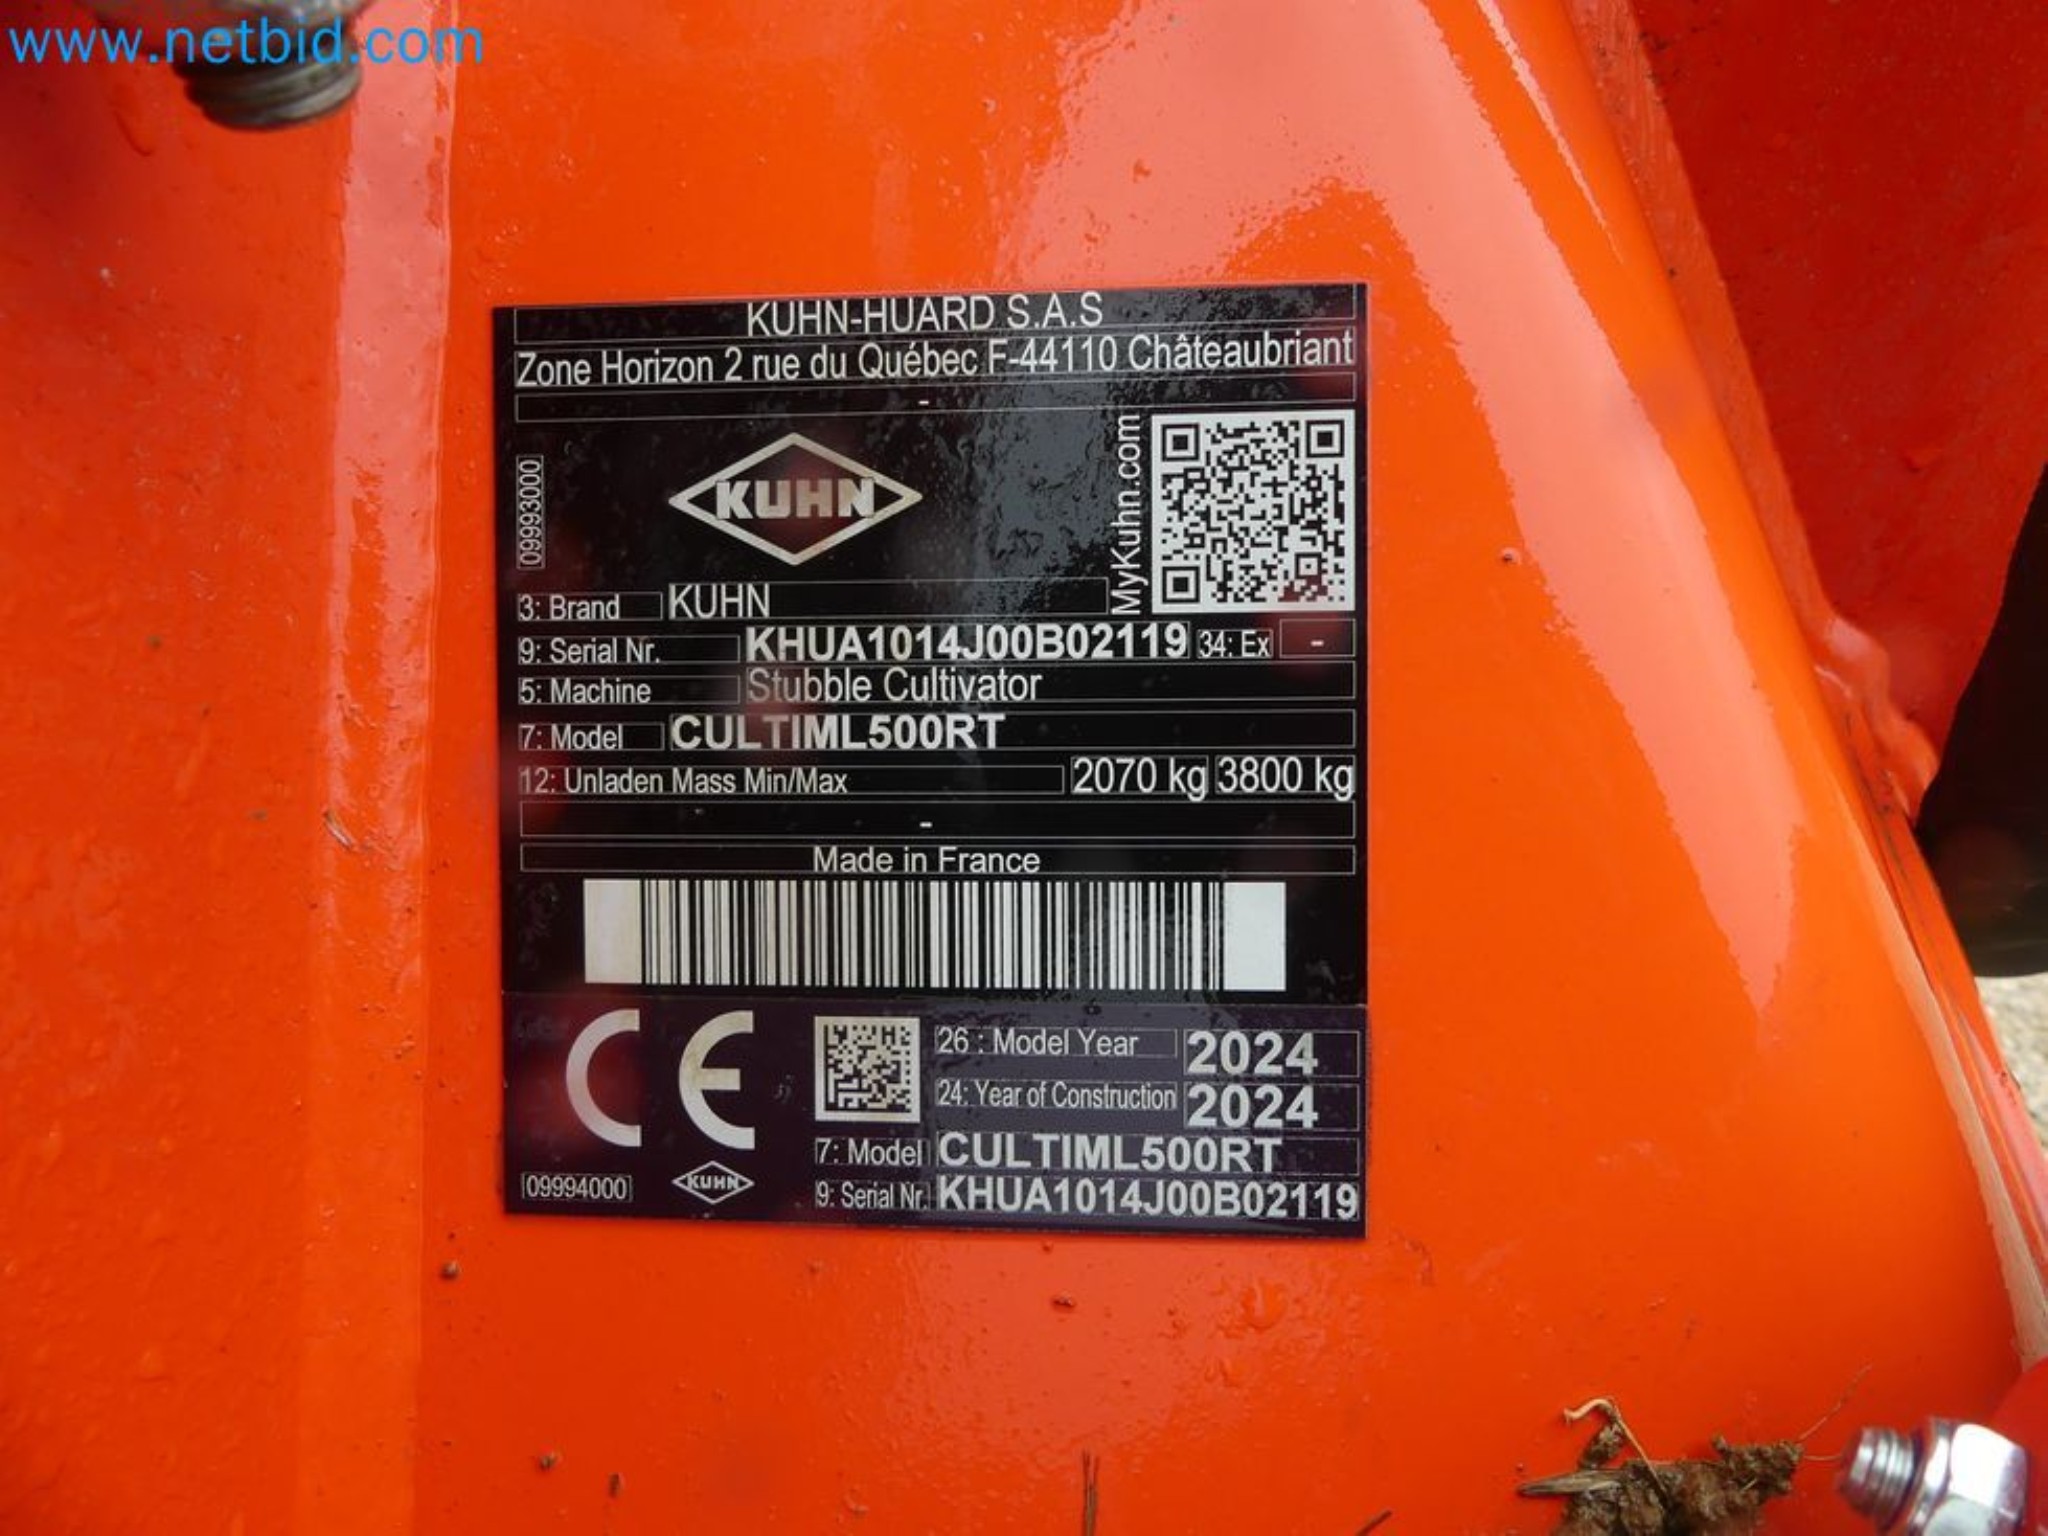 www.netbid.com
KUHN-HUARD S.A.S
Zone Horizon 2 rue du Québec F-44110 Châteaubriant
-
09993000
KUHN
MyKuhn.com
3: Brand KUHN
9: Serial Nr. KHUA1014J00B02119 34: Ex -
5: Machine Stubble Cultivator
7: Model CULTIML500RT
12: Unladen Mass Min/Max 2070 kg 3800 kg
-
Made in France
CE
26 : Model Year 2024
24: Year of Construction 2024
7: Model CULTIML500RT
09994000 KUHN 9: Serial Nr. KHUA1014J00B02119